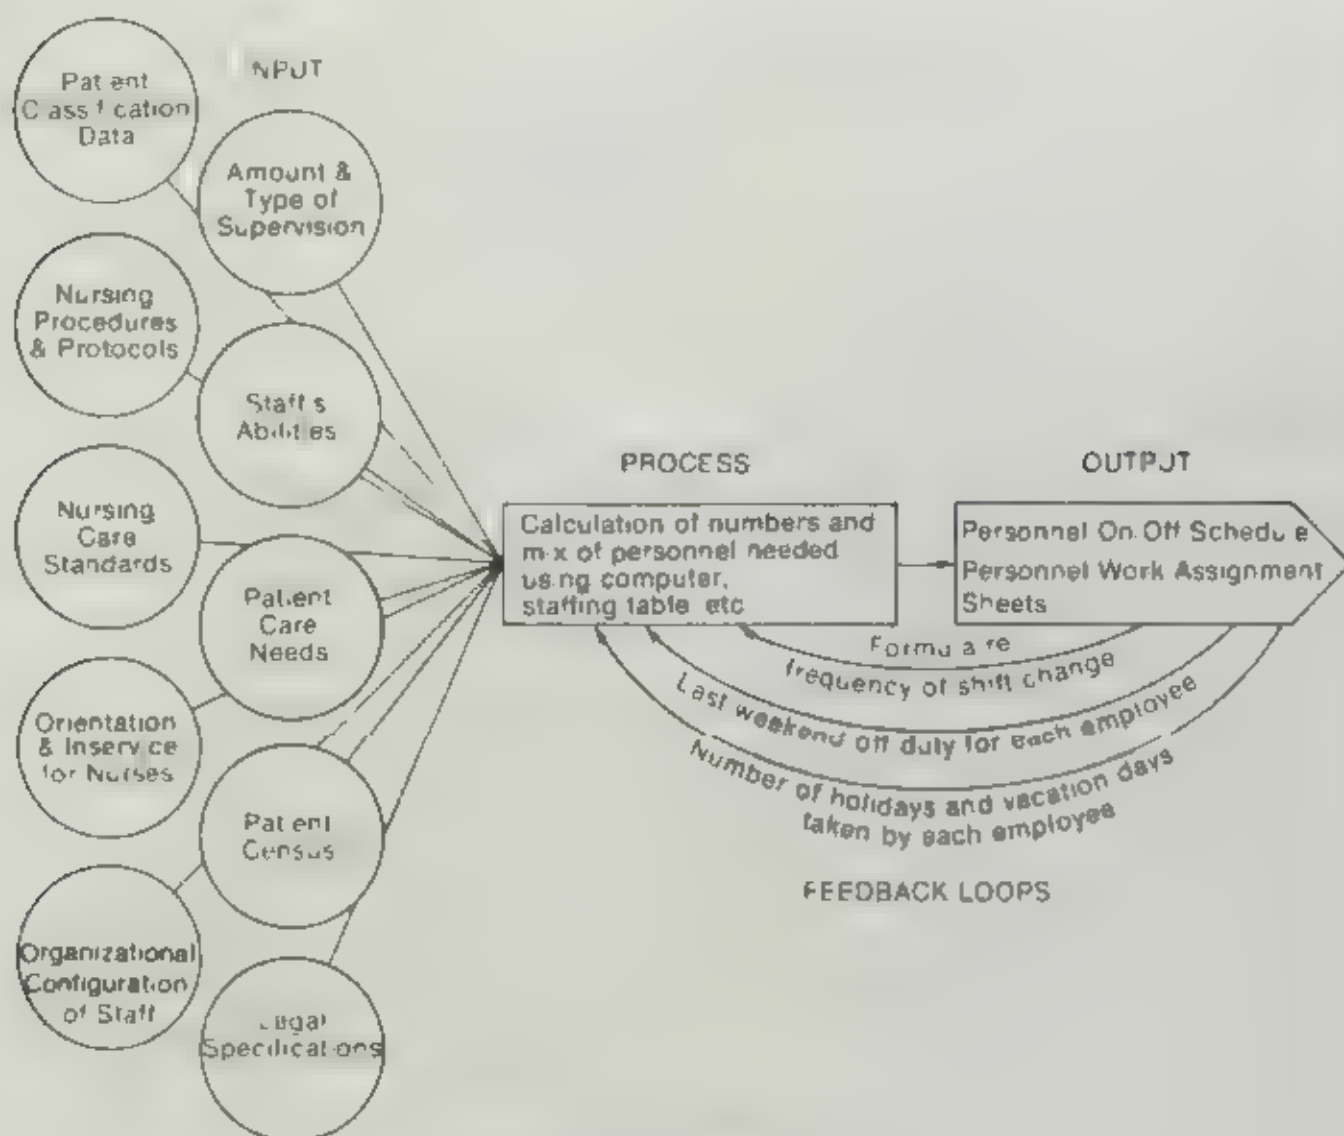 INPUT
Patient
Classification
Data
Amount &
Type of
Supervision
Nursing
Procedures
& Protocols
Staff's
Abilities
Nursing
Care
Standards
Patient
Care
Needs
Orientation
& Inservice
for Nurses
Patient
Census
Organizational
Configuration
of Staff
Legal
Specifications
PROCESS
Calculation of numbers and
mix of personnel needed
using computer,
staffing table, etc
OUTPUT
Personnel On-Off Schedule
Personnel Work Assignment
Sheets
frequency of shift change
Last weekend off duty for each employee
Number of holidays and vacation days
taken by each employee
FEEDBACK LOOPS